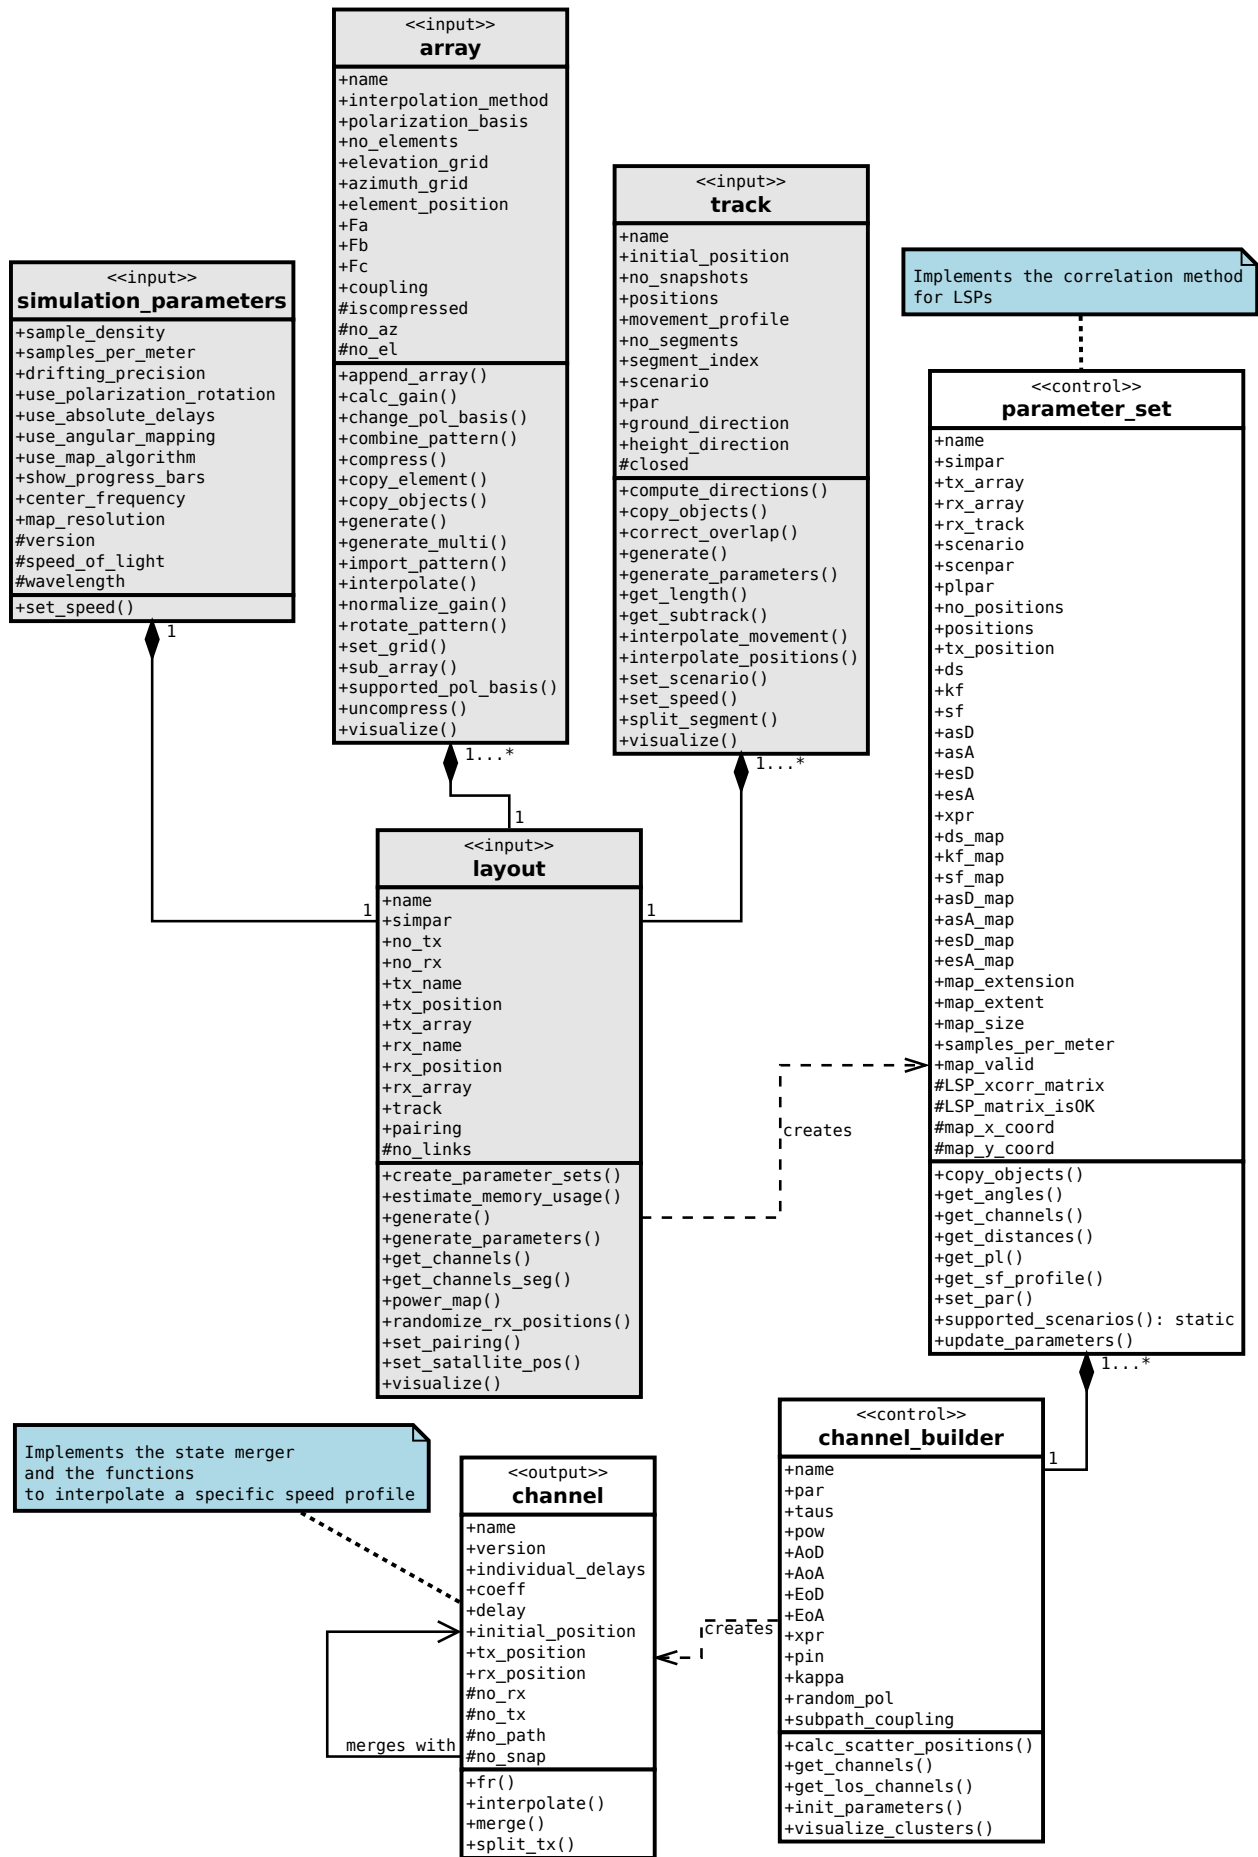 <<input>>
array
+name
+interpolation_method
+polarization_basis
+no_elements
+elevation_grid
+azimuth_grid
+element_position
+Fa
+Fb
+Fc
+coupling
#iscompressed
#no_az
#no_el
+append_array()
+calc_gain()
+change_pol_basis()
+combine_pattern()
+compress()
+copy_element()
+copy_objects()
+generate()
+generate_multi()
+import_pattern()
+interpolate()
+normalize_gain()
+rotate_pattern()
+set_grid()
+sub_array()
+supported_pol_basis()
+uncompress()
+visualize()
1...*
1
<<input>>
track
+name
+initial_position
+no_snapshots
+positions
+movement_profile
+no_segments
+segment_index
+scenario
+par
+ground_direction
+height_direction
#closed
+compute_directions()
+copy_objects()
+correct_overlap()
+generate()
+generate_parameters()
+get_length()
+get_subtrack()
+interpolate_movement()
+interpolate_positions()
+set_scenario()
+set_speed()
+split_segment()
+visualize()
1...*
1
<<input>>
simulation_parameters
+sample_density
+samples_per_meter
+drifting_precision
+use_polarization_rotation
+use_absolute_delays
+use_angular_mapping
+use_map_algorithm
+show_progress_bars
+center_frequency
+map_resolution
#version
#speed_of_light
#wavelength
+set_speed()
1
1
<<input>>
layout
+name
+simpar
+no_tx
+no_rx
+tx_name
+tx_position
+tx_array
+rx_name
+rx_position
+rx_array
+track
+pairing
#no_links
+create_parameter_sets()
+estimate_memory_usage()
+generate()
+generate_parameters()
+get_channels()
+get_channels_seg()
+power_map()
+randomize_rx_positions()
+set_pairing()
+set_satallite_pos()
+visualize()
creates
Implements the correlation method
for LSPs
<<control>>
parameter_set
+name
+simpar
+tx_array
+rx_array
+rx_track
+scenario
+scenpar
+plpar
+no_positions
+positions
+tx_position
+ds
+kf
+sf
+asD
+asA
+esD
+esA
+xpr
+ds_map
+kf_map
+sf_map
+asD_map
+asA_map
+esD_map
+esA_map
+map_extension
+map_extent
+map_size
+samples_per_meter
+map_valid
#LSP_xcorr_matrix
#LSP_matrix_isOK
#map_x_coord
#map_y_coord
+copy_objects()
+get_angles()
+get_channels()
+get_distances()
+get_pl()
+get_sf_profile()
+set_par()
+supported_scenarios(): static
+update_parameters()
1...*
1
<<control>>
channel_builder
+name
+par
+taus
+pow
+AoD
+AoA
+EoD
+EoA
+xpr
+pin
+kappa
+random_pol
+subpath_coupling
+calc_scatter_positions()
+get_channels()
+get_los_channels()
+init_parameters()
+visualize_clusters()
creates
Implements the state merger
and the functions
to interpolate a specific speed profile
<<output>>
channel
+name
+version
+individual_delays
+coeff
+delay
+initial_position
+tx_position
+rx_position
#no_rx
#no_tx
#no_path
#no_snap
+fr()
+interpolate()
+merge()
+split_tx()
merges with